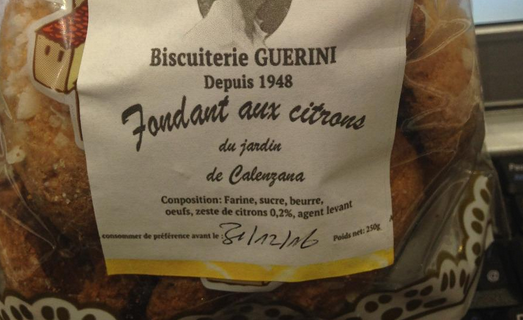 Biscuiterie GUERINI
Depuis 1948
Fondant aux citrons
du jardin
de Calenzana
Conposition: Farine, sucre, beurre,
oeufs, zeste de citrons 0,2%, agent levant
consommer de préférence avant le : 31/12/16 Poids net: 250g